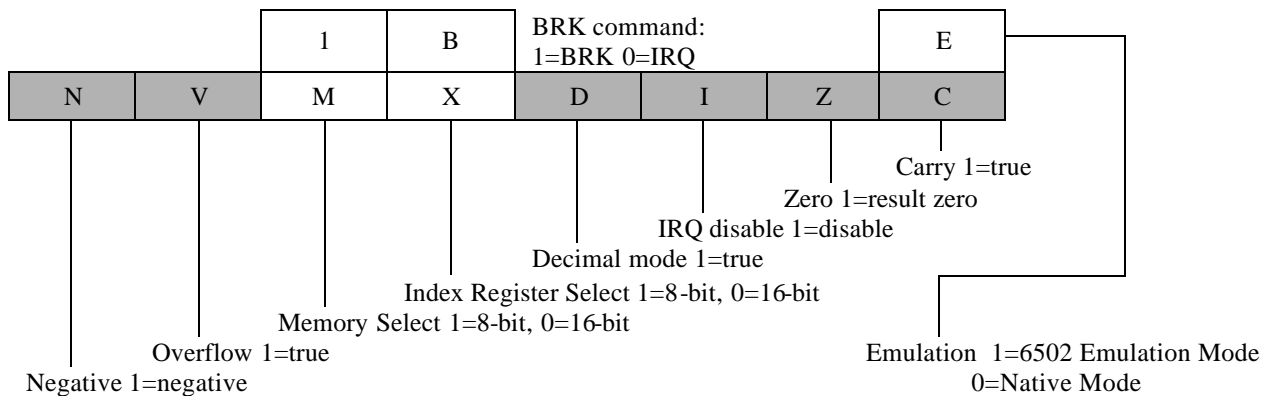 1 B BRK command: E
1=BRK 0=IRQ
N V M X D I Z C
Carry 1=true
Zero 1=result zero
IRQ disable 1=disable
Decimal mode 1=true
Index Register Select 1=8-bit, 0=16-bit
Memory Select 1=8-bit, 0=16-bit
Overflow 1=true
Emulation 1=6502 Emulation Mode
Negative 1=negative
0=Native Mode